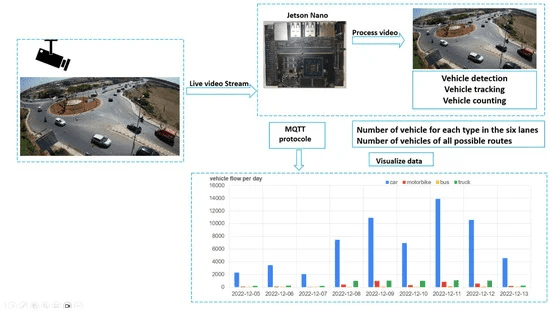 Jetson Nano
Process video
Live video Stream
Vehicle detection
Vehicle tracking
Vehicle counting
MQTT
protocole
Number of vehicle for each type in the six lanes
Number of vehicles of all possible routes
Visualize data
vehicle flow per day
car motorbike bus truck
16000
14000
12000
10000
8000
6000
4000
2000
0
2022-12-05 2022-12-06 2022-12-07 2022-12-08 2022-12-09 2022-12-10 2022-12-11 2022-12-12 2022-12-13